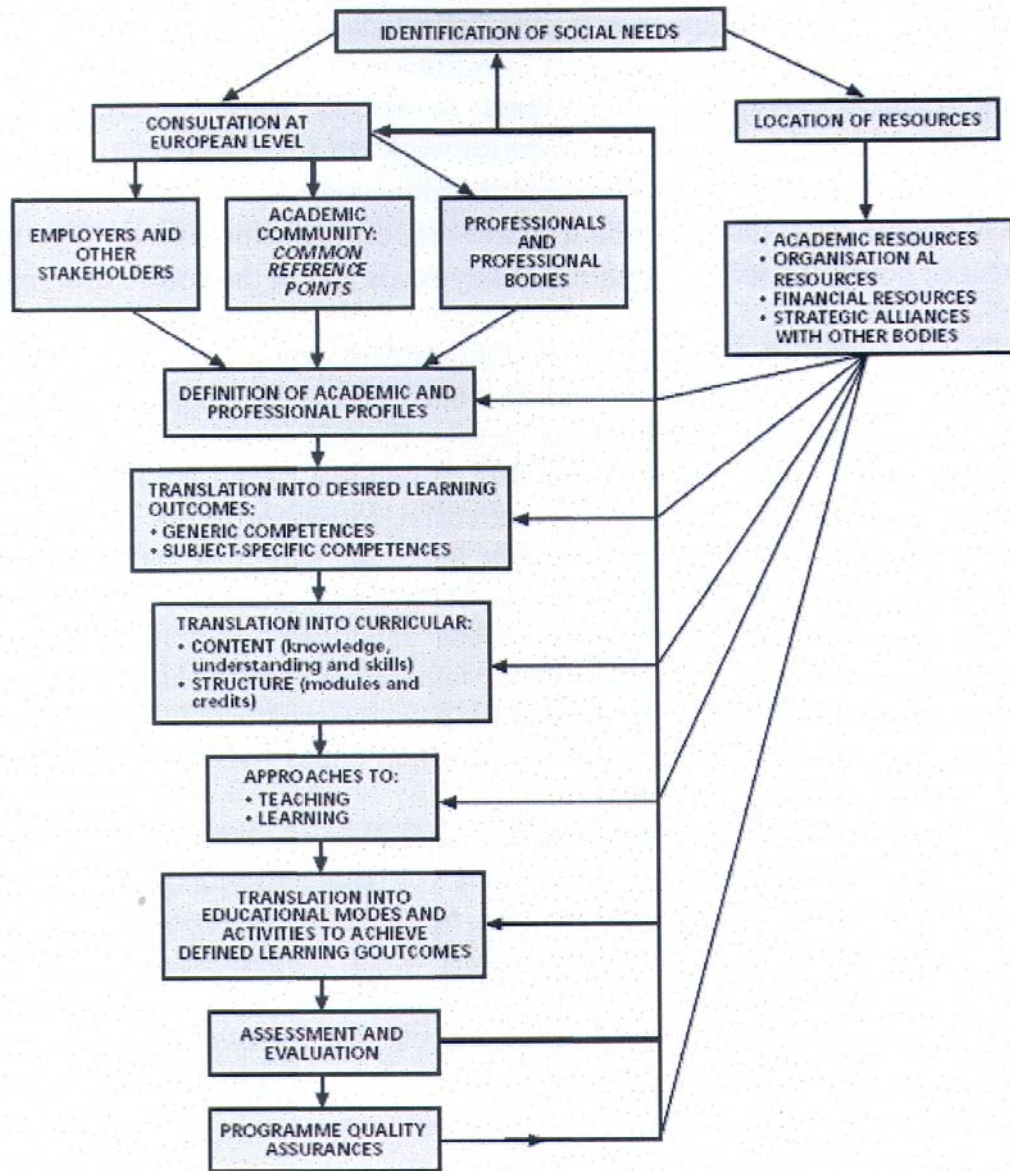 IDENTIFICATION OF SOCIAL NEEDS
CONSULTATION AT
EUROPEAN LEVEL
LOCATION OF RESOURCES
EMPLOYERS AND
OTHER
STAKEHOLDERS
ACADEMIC
COMMUNITY:
COMMON
REFERENCE
POINTS
PROFESSIONALS
AND
PROFESSIONAL
BODIES
• ACADEMIC RESOURCES
• ORGANISATION AL
RESOURCES
• FINANCIAL RESOURCES
• STRATEGIC ALLIANCES
WITH OTHER BODIES
DEFINITION OF ACADEMIC AND
PROFESSIONAL PROFILES
TRANSLATION INTO DESIRED LEARNING
OUTCOMES:
• GENERIC COMPETENCES
• SUBJECT-SPECIFIC COMPETENCES
TRANSLATION INTO CURRICULAR:
• CONTENT (knowledge,
understanding and skills)
• STRUCTURE (modules and
credits)
APPROACHES TO:
• TEACHING
• LEARNING
TRANSLATION INTO
EDUCATIONAL MODES AND
ACTIVITIES TO ACHIEVE
DEFINED LEARNING GOUTCOMES
ASSESSMENT AND
EVALUATION
PROGRAMME QUALITY
ASSURANCES